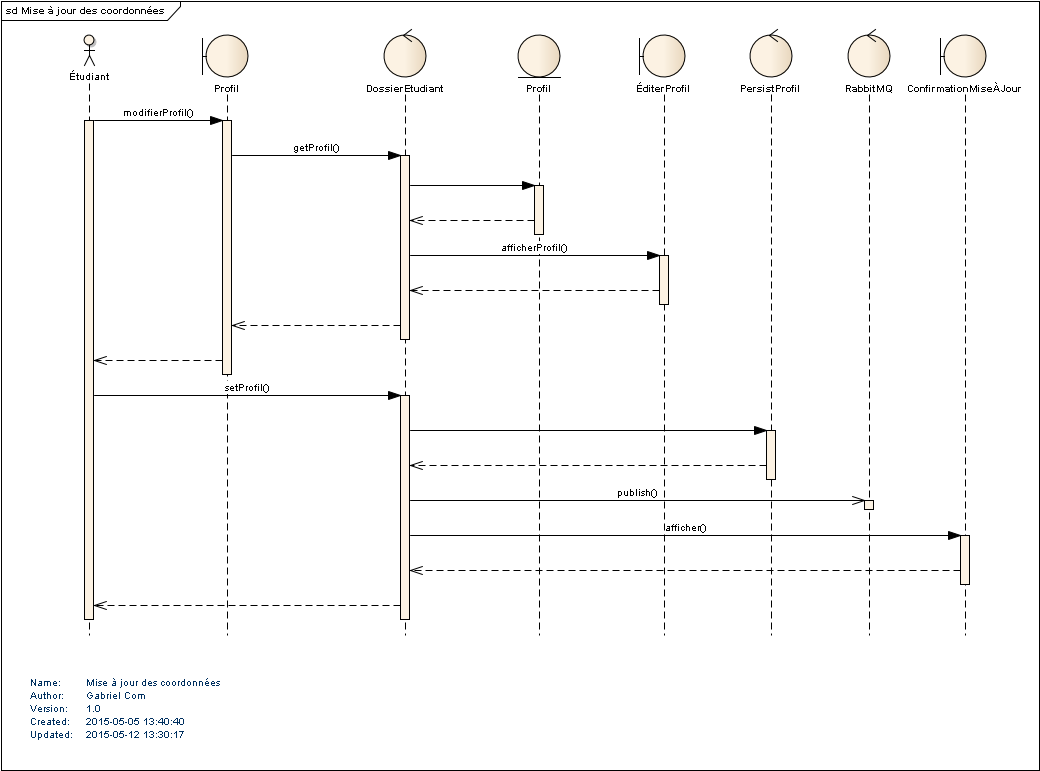 sd Mise à jour des coordonnées
Étudiant
Profil
DossierEtudiant
Profil
ÉditerProfil
PersistProfil
RabbitMQ
ConfirmationMiseÀJour
modifierProfil()
getProfil()
afficherProfil()
setProfil()
publish()
afficher()
Name: Mise à jour des coordonnées
Author: Gabriel Com
Version: 1.0
Created: 2015-05-05 13:40:40
Updated: 2015-05-12 13:30:17